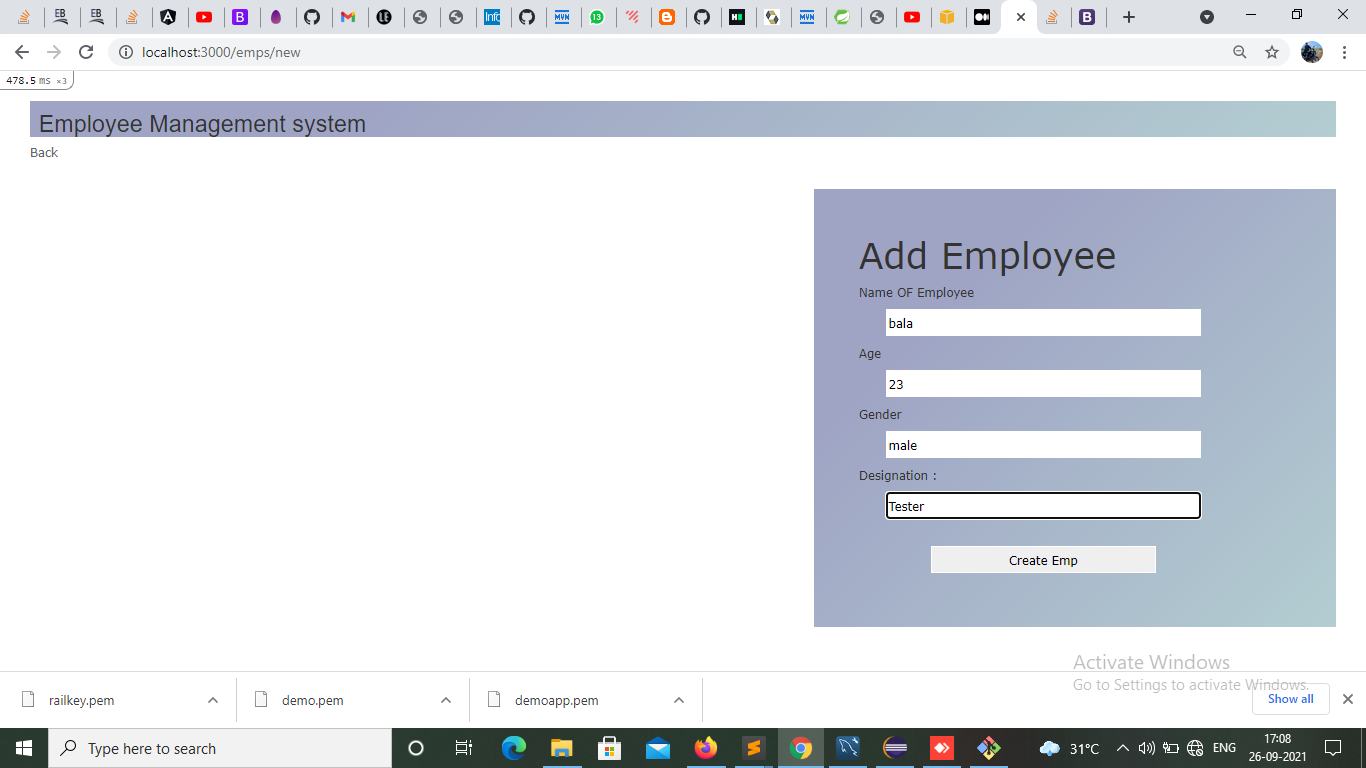 localhost:3000/emps/new
478.5 ms ×3
Employee Management system
Back
Add Employee
Name OF Employee
bala
Age
23
Gender
male
Designation :
Tester
Create Emp
Activate Windows
Go to Settings to activate Windows.
railkey.pem
demo.pem
demoapp.pem
Show all
Type here to search
31°C
ENG
17:08
26-09-2021